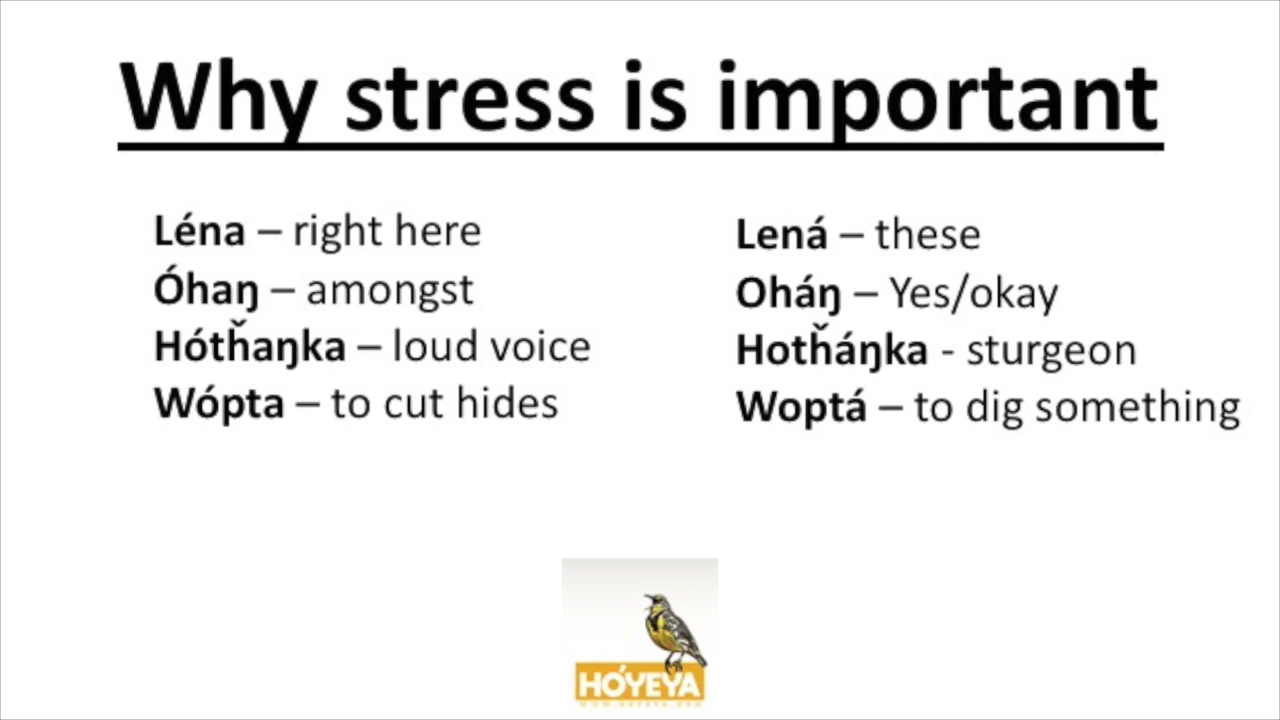 Why stress is important
Léna – right here
Óhaŋ – amongst
Hótȟaŋka – loud voice
Wópta – to cut hides
Lená – these
Oháŋ – Yes/okay
Hotȟáŋka - sturgeon
Woptá – to dig something
HÓYEYA